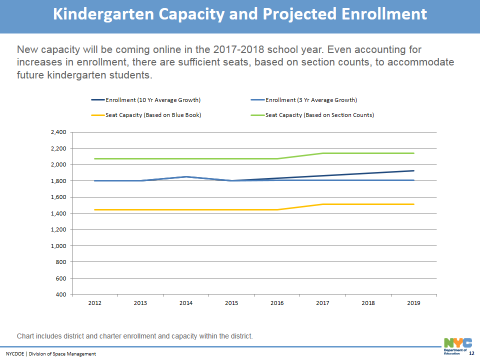 Kindergarten Capacity and Projected Enrollment
New capacity will be coming online in the 2017-2018 school year. Even accounting for
increases in enrollment, there are sufficient seats, based on section counts, to accommodate
future kindergarten students.
Enrollment (10 Yr Average Growth)
Enrollment (3 Yr Average Growth)
Seat Capacity (Based on Blue Book)
Seat Capacity (Based on Section Counts)
2,400
2,200
2,000
1,800
1,600
1,400
1,200
1,000
800
600
400
2012 2013 2014 2015 2016 2017 2018 2019
Chart includes district and charter enrollment and capacity within the district.
NYC
Department of
Education
NYCDOE | Division of Space Management
12